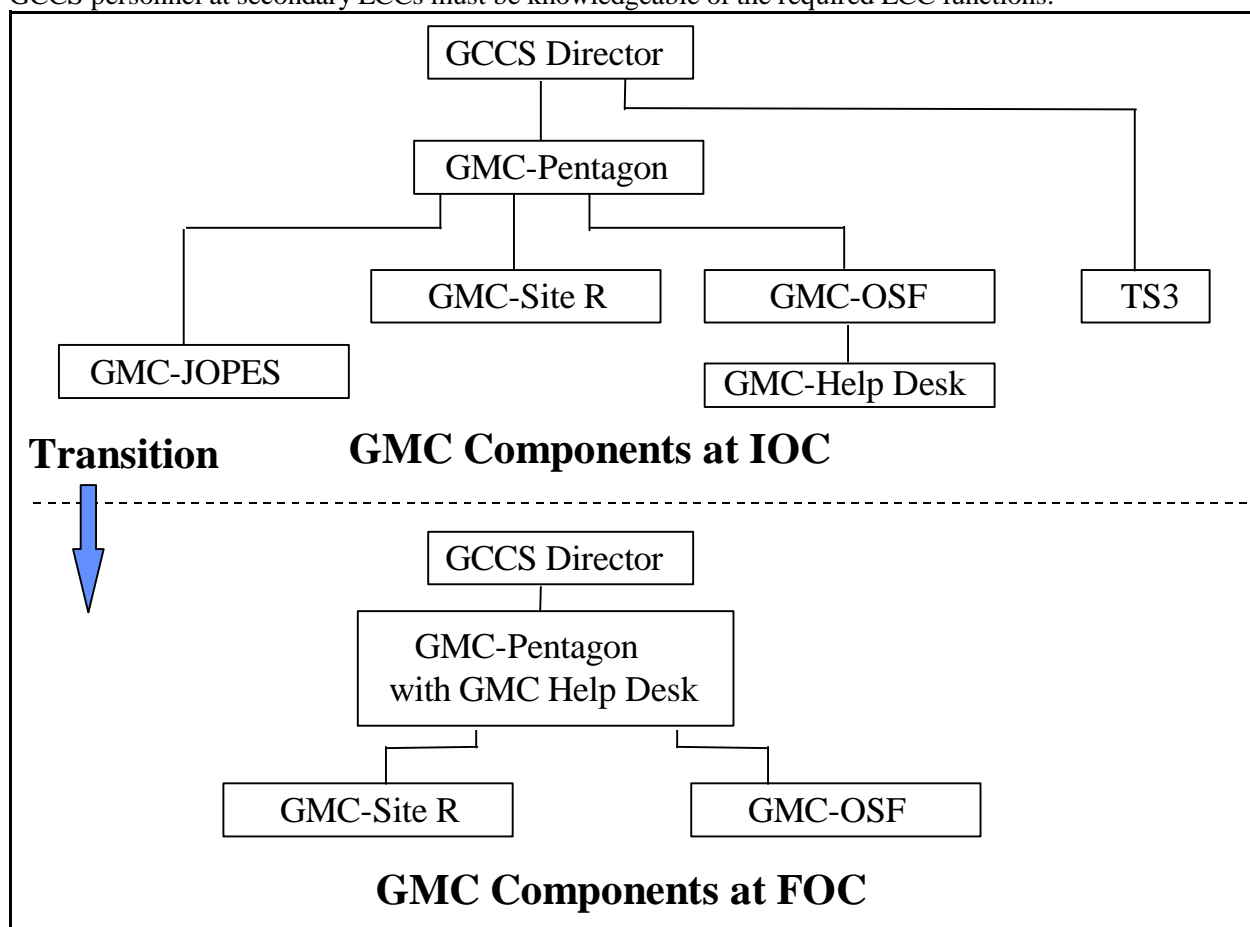 GCCS personnel at secondary LCCs must be knowledgeable of the required LCC functions.
GCCS Director
GMC-Pentagon
GMC-Site R
GMC-OSF
TS3
GMC-JOPES
GMC-Help Desk
Transition
GMC Components at IOC
GCCS Director
GMC-Pentagon
with GMC Help Desk
GMC-Site R
GMC-OSF
GMC Components at FOC